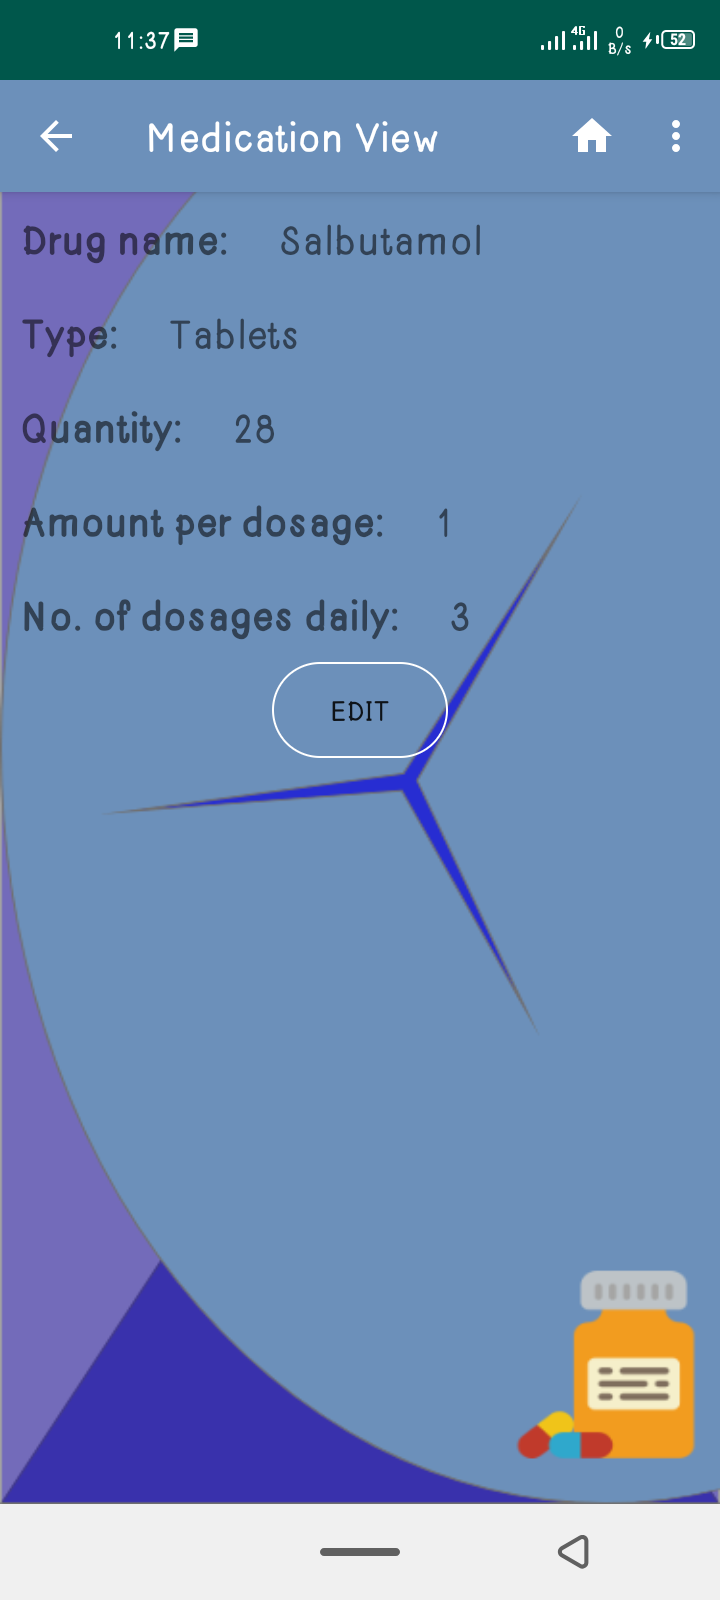 11:37
4G 0 B/s 52
Medication View
Drug name: Salbutamol
Type: Tablets
Quantity: 28
Amount per dosage: 1
No. of dosages daily: 3
EDIT